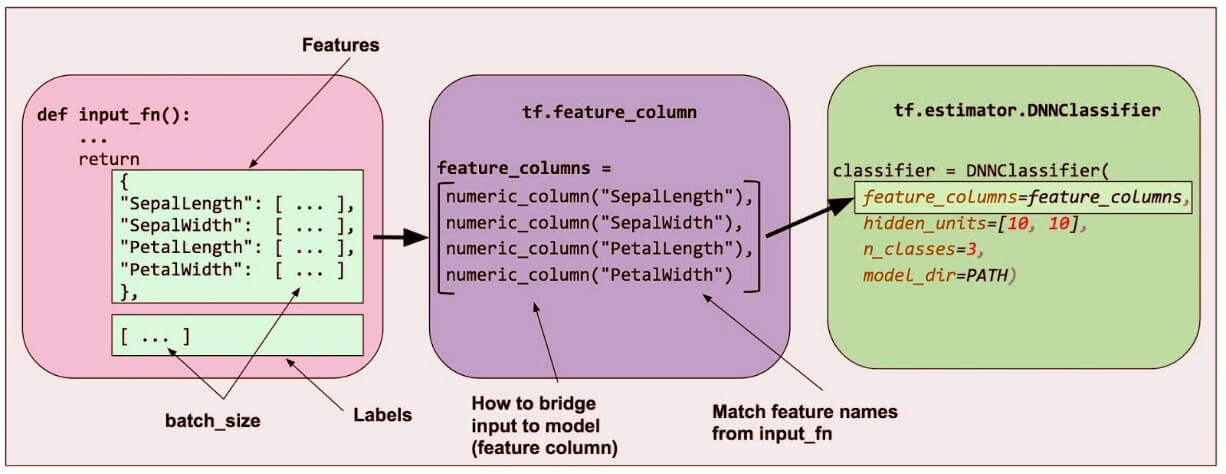 Features
def input_fn():
...
return
{
"SepalLength": [ ... ],
"SepalWidth": [ ... ],
"PetalLength": [ ... ],
"PetalWidth": [ ... ]
},
[ ... ]
batch_size
Labels
tf.feature_column
feature_columns =
numeric_column("SepalLength"),
numeric_column("SepalWidth"),
numeric_column("PetalLength"),
numeric_column("PetalWidth")
How to bridge
input to model
(feature column)
Match feature names
from input_fn
tf.estimator.DNNClassifier
classifier = DNNClassifier(
feature_columns=feature_columns,
hidden_units=[10, 10],
n_classes=3,
model_dir=PATH)